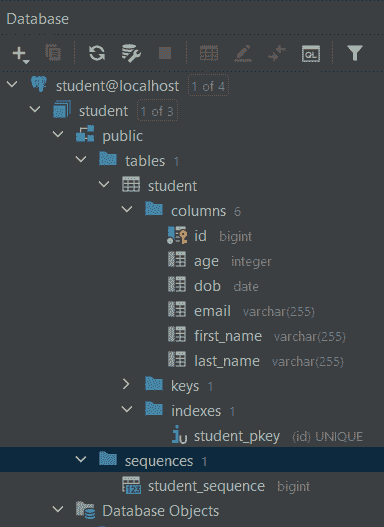 Database
QL
student@localhost 1 of 4
student 1 of 3
public
tables 1
student
columns 6
id bigint
age integer
dob date
email varchar(255)
first_name varchar(255)
last_name varchar(255)
keys 1
indexes 1
student_pkey (id) UNIQUE
sequences 1
student_sequence bigint
Database Objects